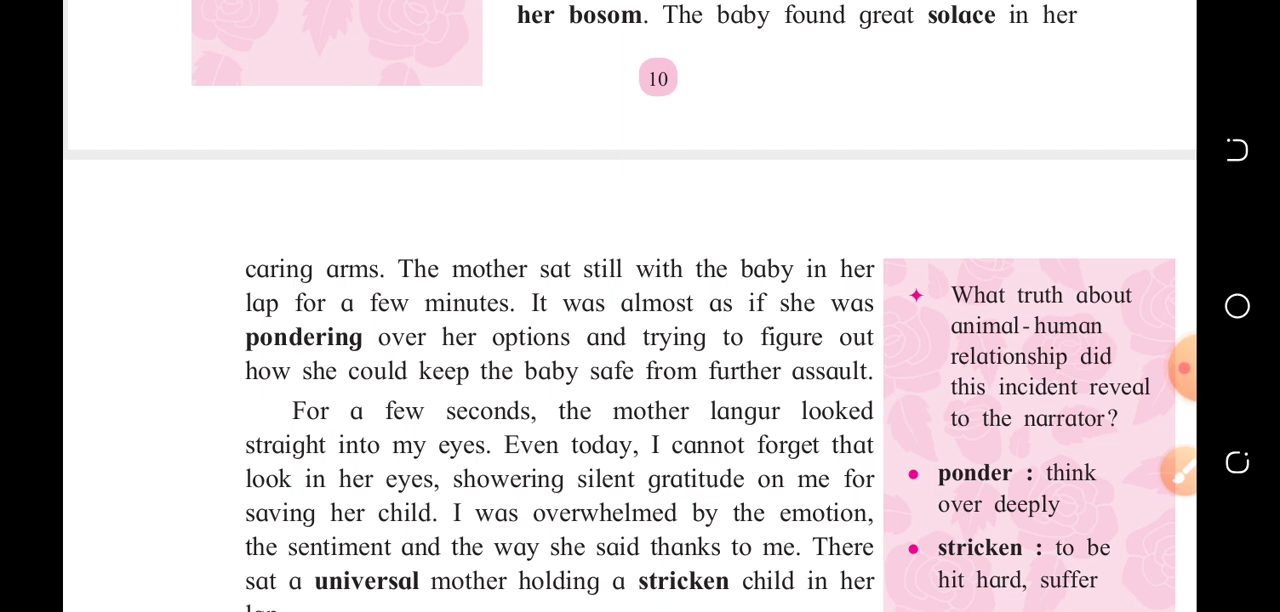 her bosom. The baby found great solace in her
10
caring arms. The mother sat still with the baby in her
lap for a few minutes. It was almost as if she was
pondering over her options and trying to figure out
how she could keep the baby safe from further assault.
For a few seconds, the mother langur looked
straight into my eyes. Even today, I cannot forget that
look in her eyes, showering silent gratitude on me for
saving her child. I was overwhelmed by the emotion,
the sentiment and the way she said thanks to me. There
sat a universal mother holding a stricken child in her
What truth about
animal-human
relationship did
this incident reveal
to the narrator?
ponder : think
over deeply
stricken : to be
hit hard, suffer